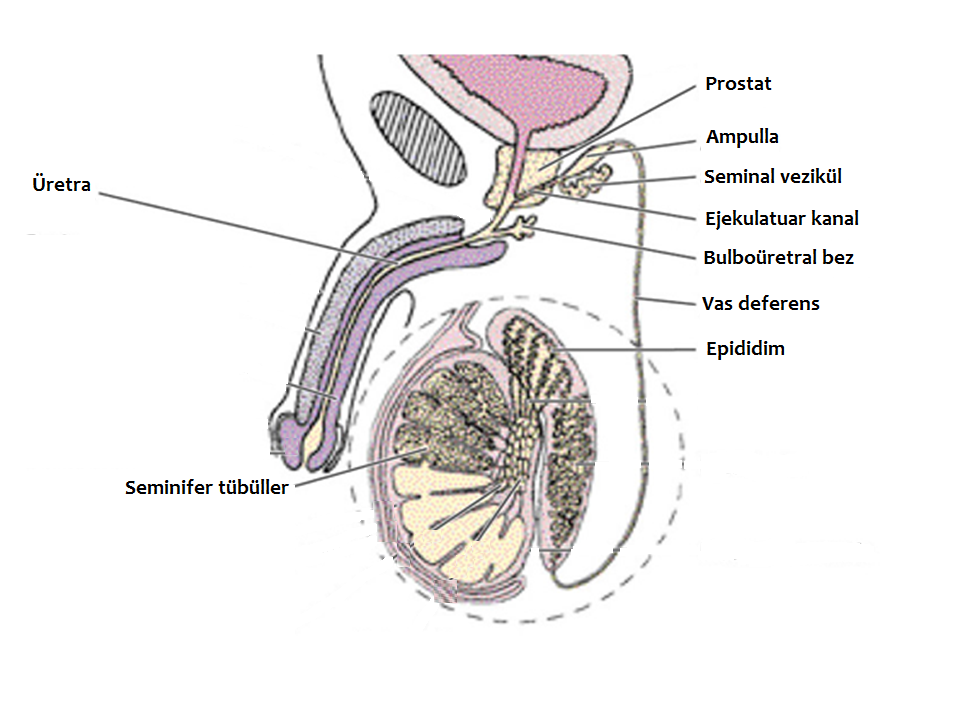 Prostat
Ampulla
Seminal vezikül
Üretra
Ejekulatuar kanal
Bulboüretral bez
Vas deferens
Epididim
Seminifer tübüller